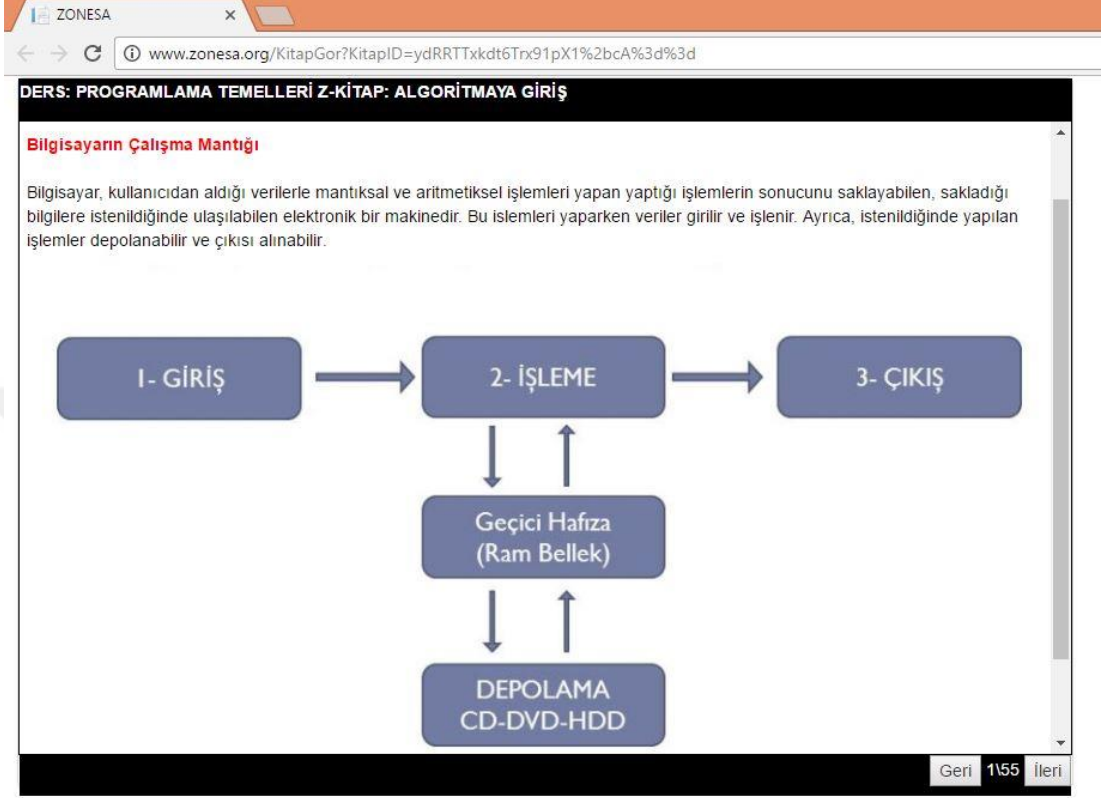 ZONESA
www.zonesa.org/KitapGor?KitapID=ydRRTTxkdt6Trx91pX1%2bcA%3d%3d
DERS: PROGRAMLAMA TEMELLERİ Z-KİTAP: ALGORİTMAYA GİRİŞ
Bilgisayarın Çalışma Mantığı
Bilgisayar, kullanıcıdan aldığı verilerle mantıksal ve aritmetiksel işlemleri yapan yaptığı işlemlerin sonucunu saklayabilen, sakladığı
bilgilere istenildiğinde ulaşılabilen elektronik bir makinedir. Bu islemleri yaparken veriler girilir ve işlenir. Ayrıca, istenildiğinde yapılan
işlemler depolanabilir ve çıkısı alınabilir.
1- GİRİŞ
2- İŞLEME
3- ÇIKIŞ
Geçici Hafıza
(Ram Bellek)
DEPOLAMA
CD-DVD-HDD
Geri 1\55 İleri